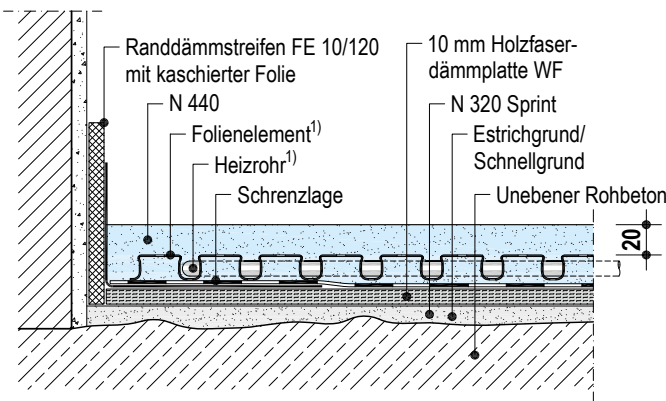 Randdämmstreifen FE 10/120
mit kaschierter Folie
N 440
Folienelement1)
Heizrohr1)
Schrenzlage
10 mm Holzfaser-
dämmplatte WF
N 320 Sprint
Estrichgrund/
Schnellgrund
Unebener Rohbeton
20